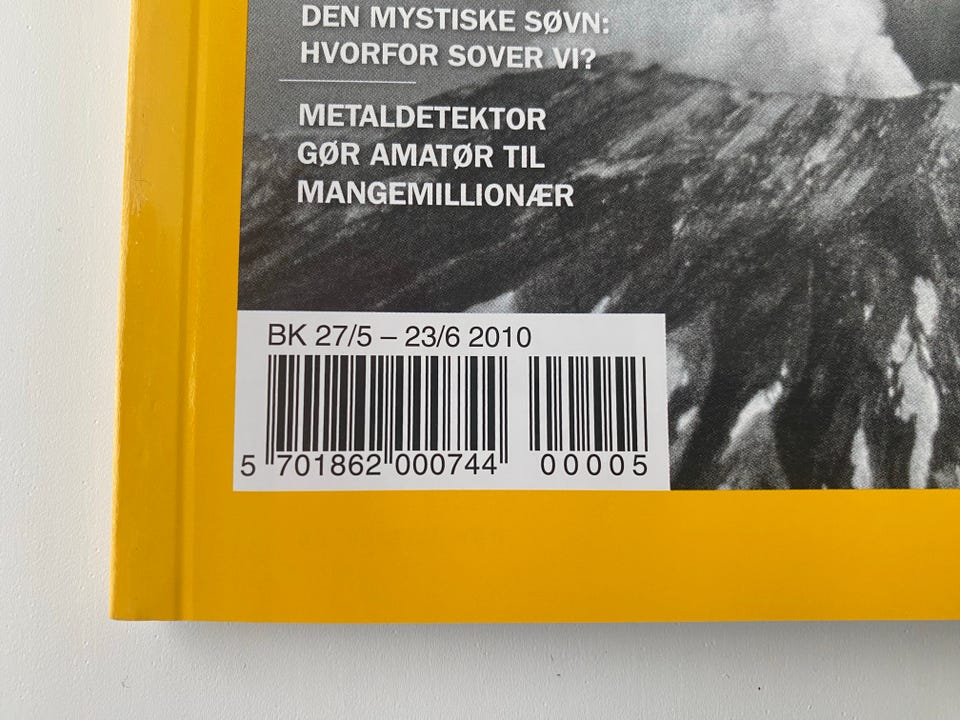 DEN MYSTISKE SØVN:
HVORFOR SOVER VI?
METALDETEKTOR
GØR AMATØR TIL
MANGEMILLIONÆR
BK 27/5 – 23/6 2010
5 701862 000744 00005